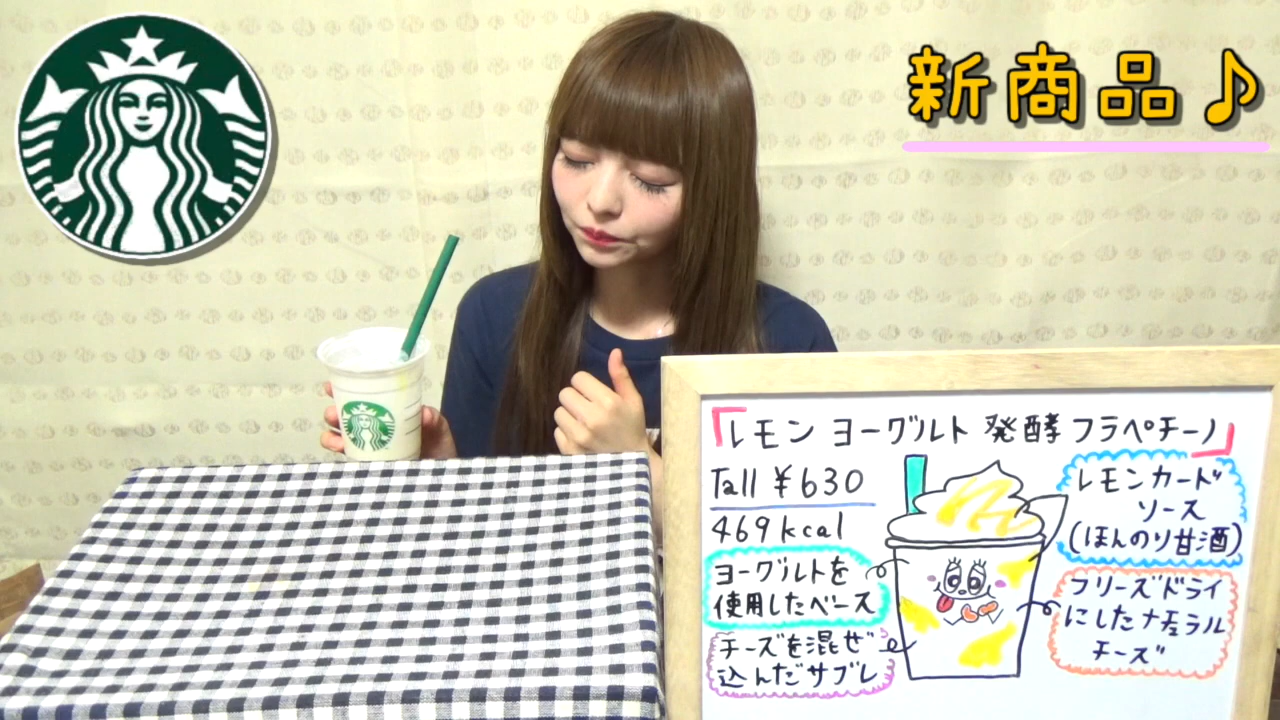 新商品♪
「レモン ヨーグルト 発酵 フラペチーノ」
Tall ¥630
469kcal
ヨーグルトを
使用したベース
チーズを混ぜ
込んだサブレ
レモンカード
ソース
(ほんのり甘酒)
フリーズドライ
にしたナチュラル
チーズ